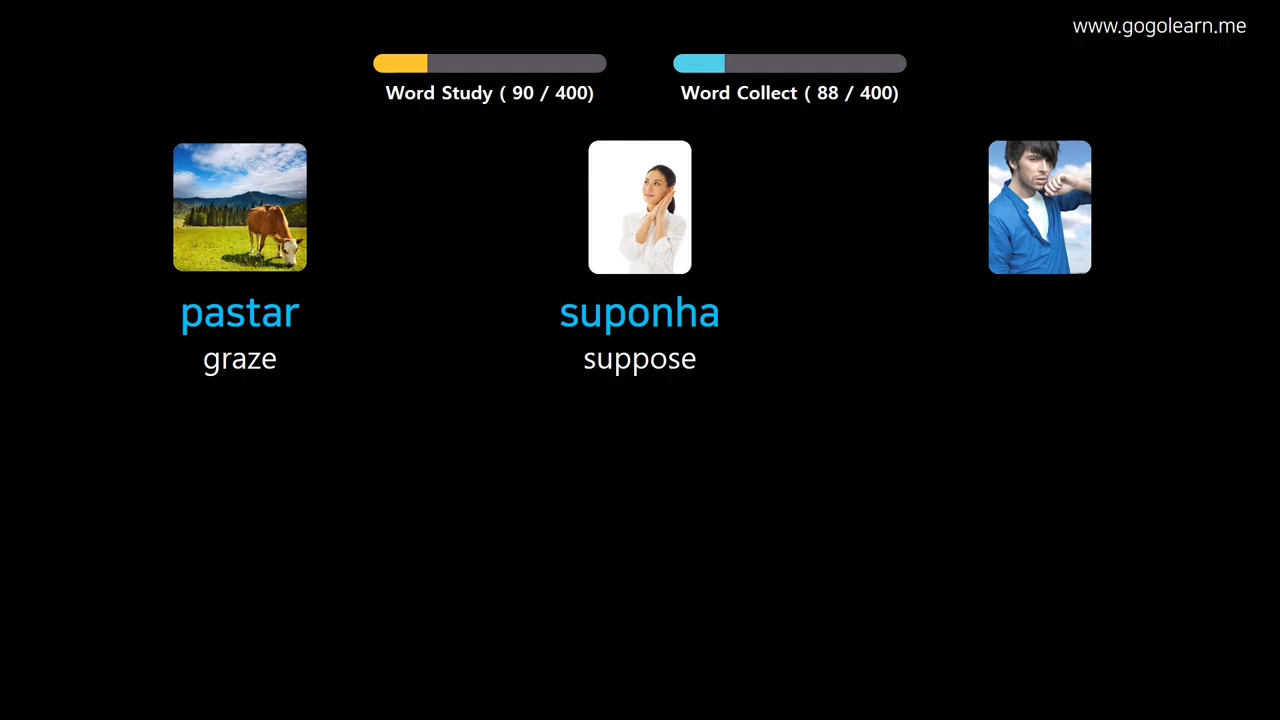 www.gogolearn.me
Word Study ( 90 / 400)
Word Collect ( 88 / 400)
pastar
graze
suponha
suppose